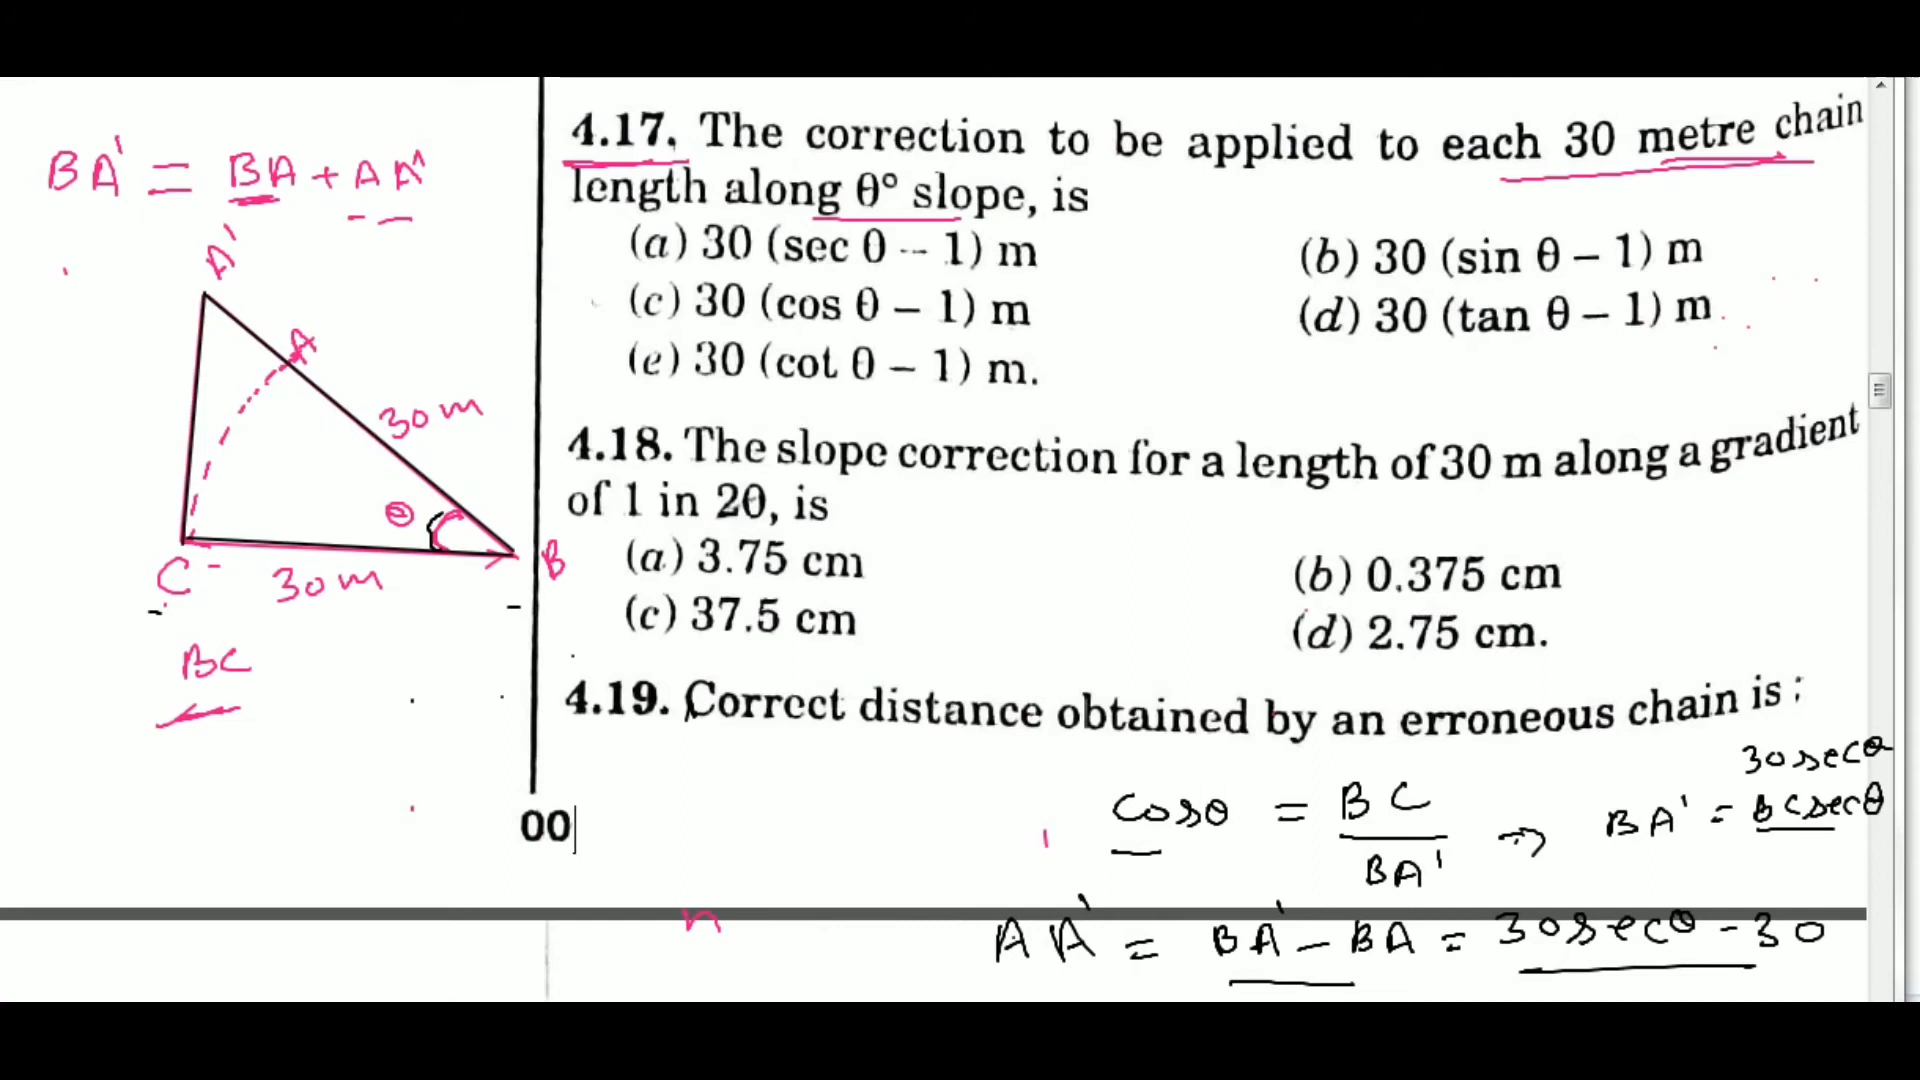 BA' = BA + AA'
A'
A
30m
θ
B
C
30m
BC
4.17. The correction to be applied to each 30 metre chain
length along θ° slope, is
(a) 30 (sec θ – 1) m (b) 30 (sin θ – 1) m
(c) 30 (cos θ – 1) m (d) 30 (tan θ – 1) m
(e) 30 (cot θ – 1) m.
4.18. The slope correction for a length of 30 m along a gradient
of 1 in 20, is
(a) 3.75 cm (b) 0.375 cm
(c) 37.5 cm (d) 2.75 cm.
4.19. Correct distance obtained by an erroneous chain is :
30secθ
cosθ = BC / BA' ⇒ BA' = BCsecθ
00
n
AA' = BA' – BA = 30secθ – 30